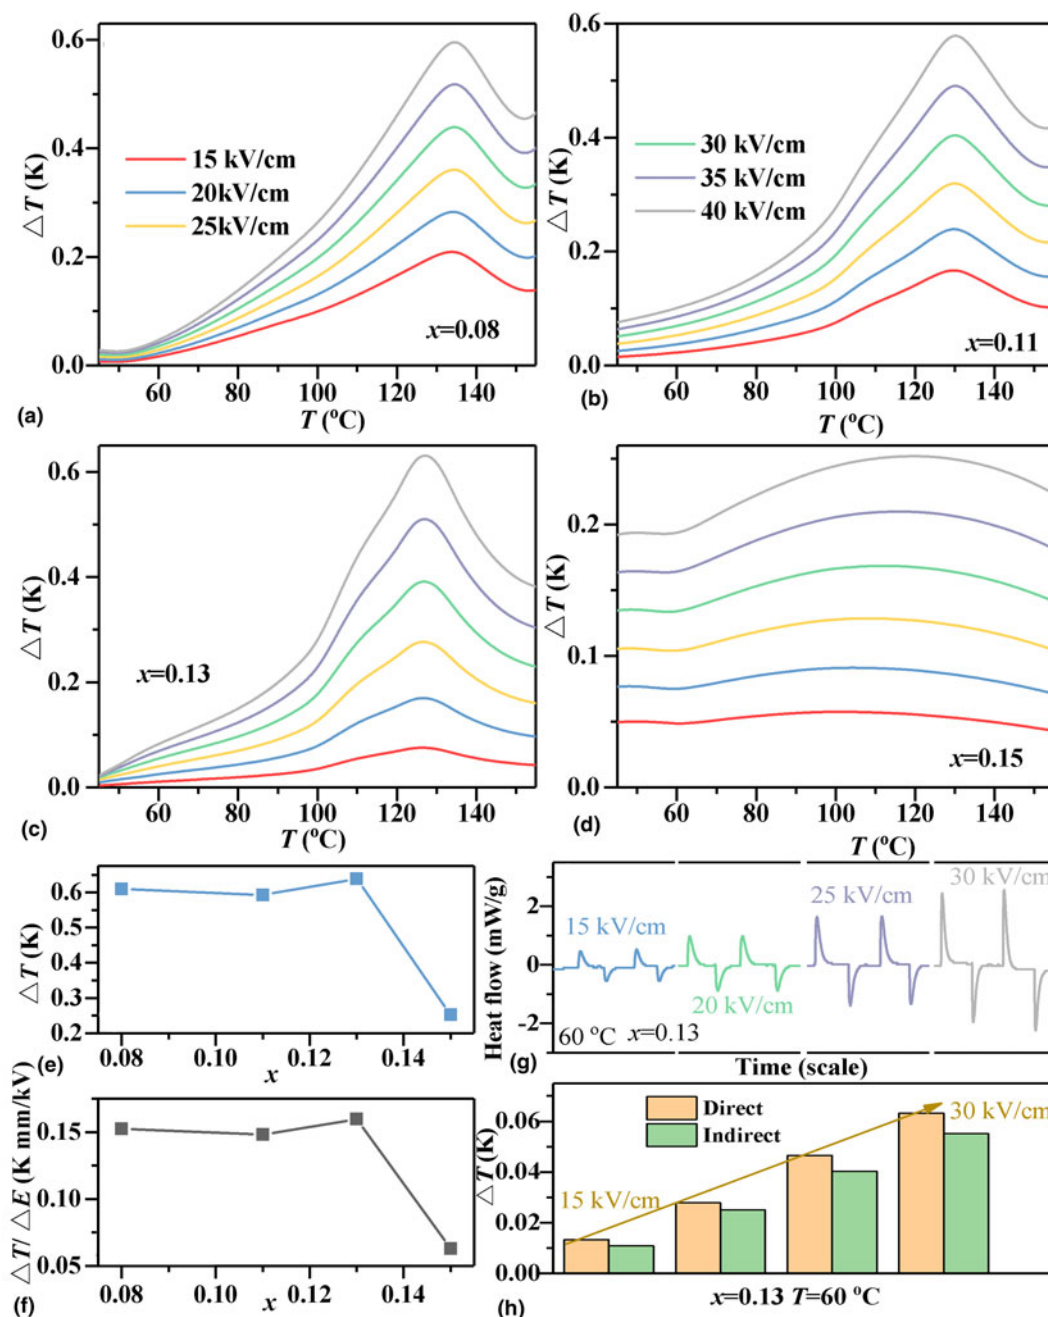 0.6
0.4
0.2
0.0
△T (K)
15 kV/cm
20kV/cm
25kV/cm
x=0.08
60 80 100 120 140
T (°C)
(a)
0.6
0.4
0.2
0.0
△T (K)
30 kV/cm
35 kV/cm
40 kV/cm
x=0.11
60 80 100 120 140
T (°C)
(b)
0.6
0.4
0.2
0.0
△T (K)
x=0.13
60 80 100 120 140
T (°C)
(c)
0.2
0.1
0.0
△T (K)
x=0.15
60 80 100 120 140
T (°C)
(d)
0.6
0.5
0.4
0.3
0.2
△T (K)
0.08 0.10 0.12 0.14
x
(e)
0.15
0.10
0.05
△T/ △E (K mm/kV)
0.08 0.10 0.12 0.14
x
(f)
2
0
-2
Heat flow (mW/g)
15 kV/cm
20 kV/cm
25 kV/cm
30 kV/cm
60 °C x=0.13
Time (scale)
(g)
0.06
0.04
0.02
0.00
△T (K)
Direct
Indirect
15 kV/cm
30 kV/cm
x=0.13 T=60 °C
(h)